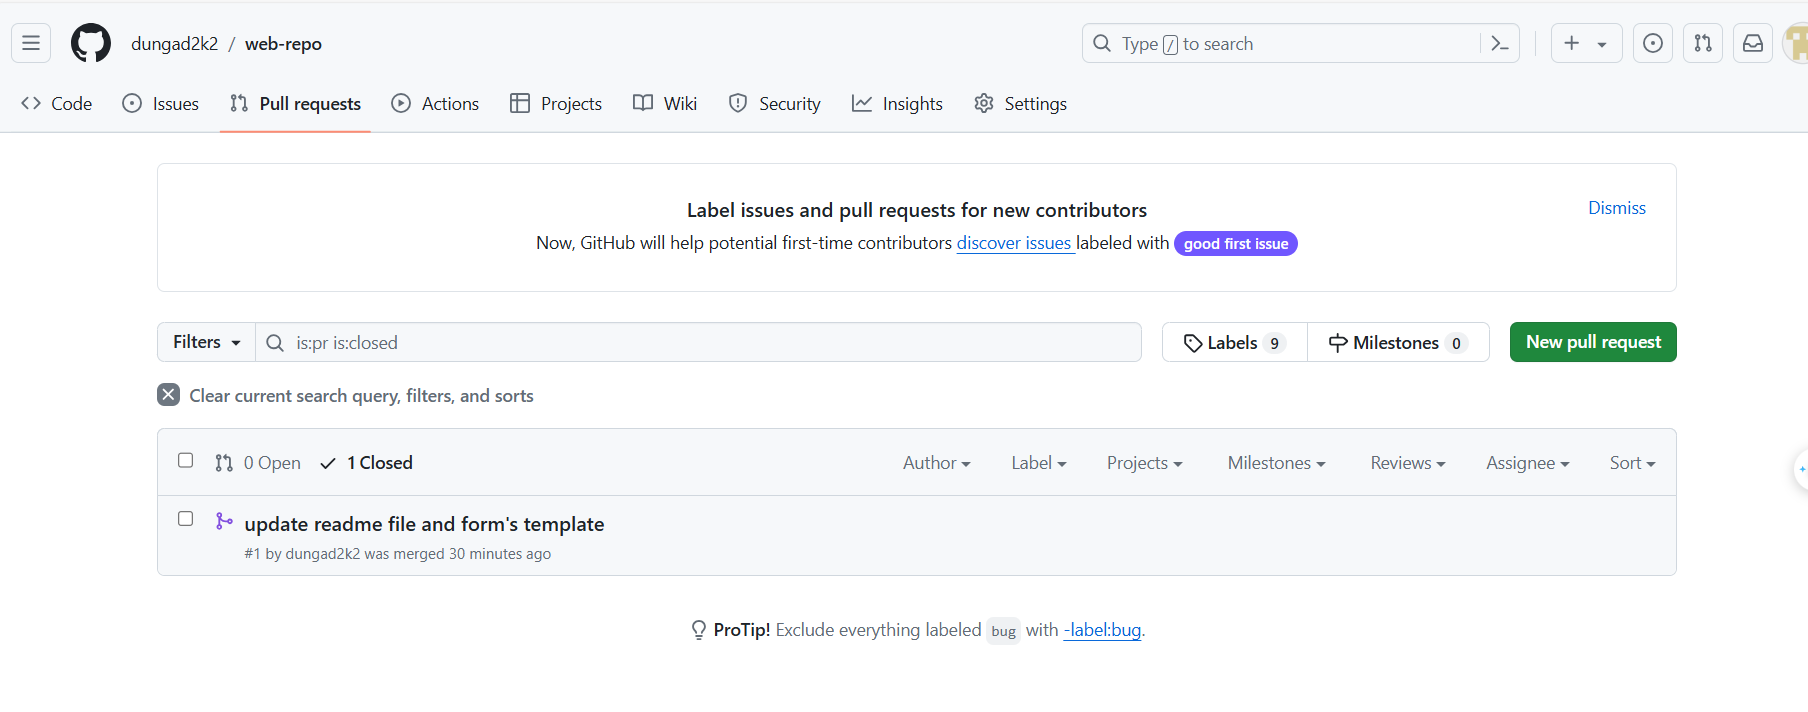 dungad2k2 / web-repo
Type / to search
Code Issues Pull requests Actions Projects Wiki Security Insights Settings
Label issues and pull requests for new contributors
Dismiss
Now, GitHub will help potential first-time contributors discover issues labeled with good first issue
Filters is:pr is:closed Labels 9 Milestones 0 New pull request
Clear current search query, filters, and sorts
0 Open 1 Closed Author Label Projects Milestones Reviews Assignee Sort
update readme file and form's template
#1 by dungad2k2 was merged 30 minutes ago
ProTip! Exclude everything labeled bug with -label:bug.